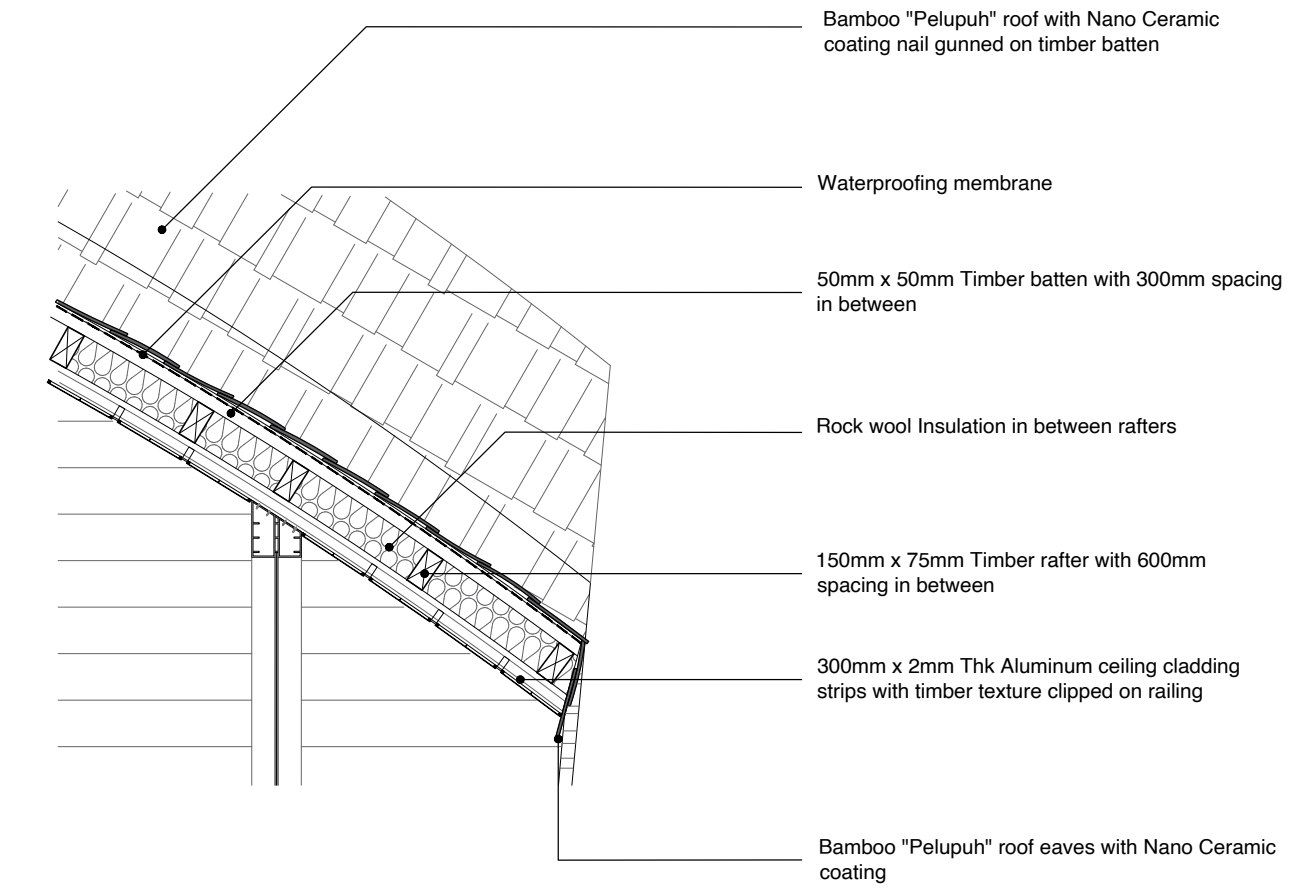 Bamboo "Pelupuh" roof with Nano Ceramic
coating nail gunned on timber batten
Waterproofing membrane
50mm x 50mm Timber batten with 300mm spacing
in between
Rock wool Insulation in between rafters
150mm x 75mm Timber rafter with 600mm
spacing in between
300mm x 2mm Thk Aluminum ceiling cladding
strips with timber texture clipped on railing
Bamboo "Pelupuh" roof eaves with Nano Ceramic
coating